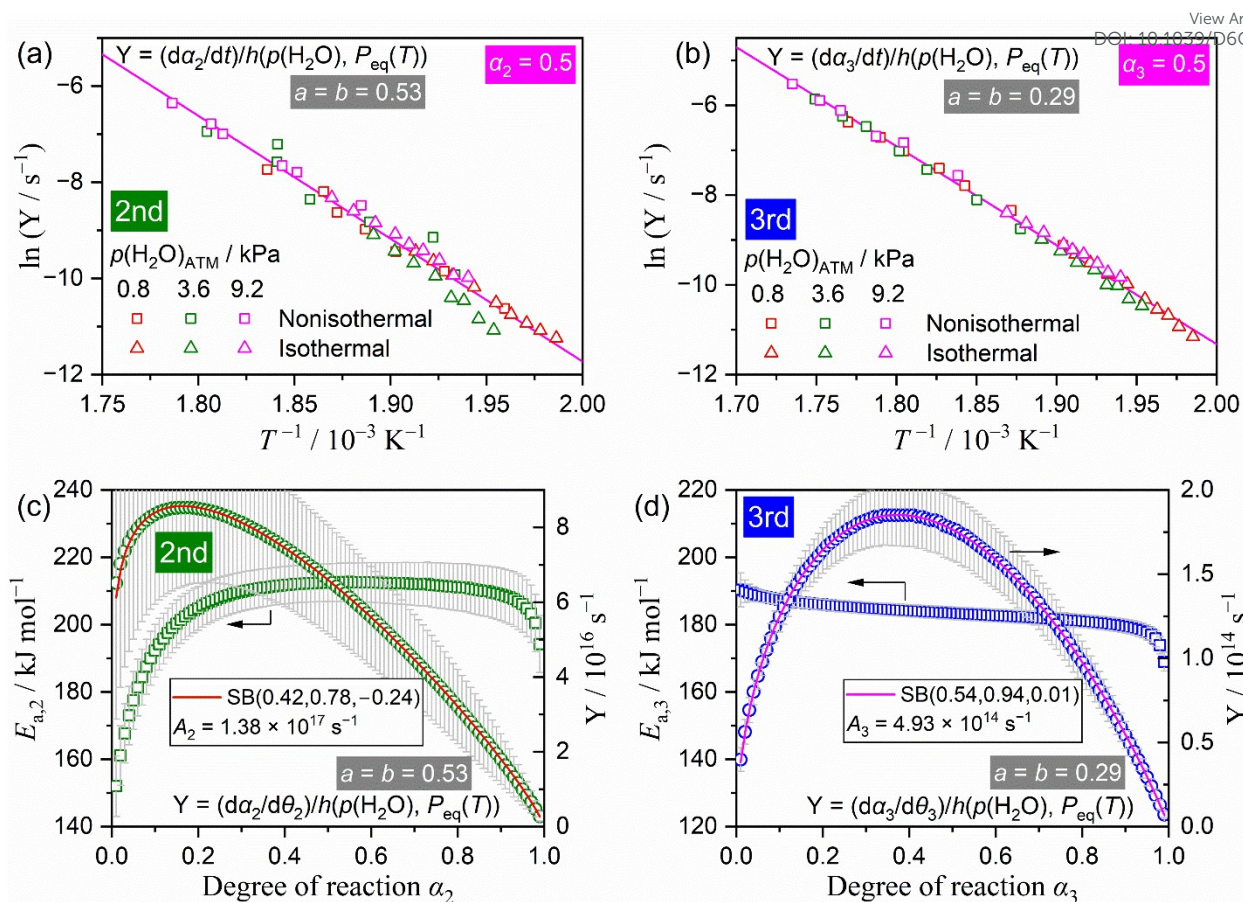 View Ar
DOI: 10.1039/D6C
(a)
Y = (dα₂/dt)/h(p(H₂O), P_eq(T))
α₂ = 0.5
a = b = 0.53
2nd
p(H₂O)_ATM / kPa
0.8 3.6 9.2
Nonisothermal
Isothermal
ln (Y / s⁻¹)
−6
−8
−10
−12
1.75 1.80 1.85 1.90 1.95 2.00
T⁻¹ / 10⁻³ K⁻¹
(b)
Y = (dα₃/dt)/h(p(H₂O), P_eq(T))
α₃ = 0.5
a = b = 0.29
3rd
p(H₂O)_ATM / kPa
0.8 3.6 9.2
Nonisothermal
Isothermal
ln (Y / s⁻¹)
−6
−8
−10
−12
1.70 1.75 1.80 1.85 1.90 1.95 2.00
T⁻¹ / 10⁻³ K⁻¹
(c)
2nd
SB(0.42,0.78,−0.24)
A₂ = 1.38 × 10¹⁷ s⁻¹
a = b = 0.53
Y = (dα₂/dθ₂)/h(p(H₂O), P_eq(T))
E_a,2 / kJ mol⁻¹
240
220
200
180
160
140
Y / 10¹⁶ s⁻¹
8
6
4
2
0
0.0 0.2 0.4 0.6 0.8 1.0
Degree of reaction α₂
(d)
3rd
SB(0.54,0.94,0.01)
A₃ = 4.93 × 10¹⁴ s⁻¹
a = b = 0.29
Y = (dα₃/dθ₃)/h(p(H₂O), P_eq(T))
E_a,3 / kJ mol⁻¹
220
200
180
160
140
120
Y / 10¹⁴ s⁻¹
2.0
1.5
1.0
0.5
0.0
0.0 0.2 0.4 0.6 0.8 1.0
Degree of reaction α₃